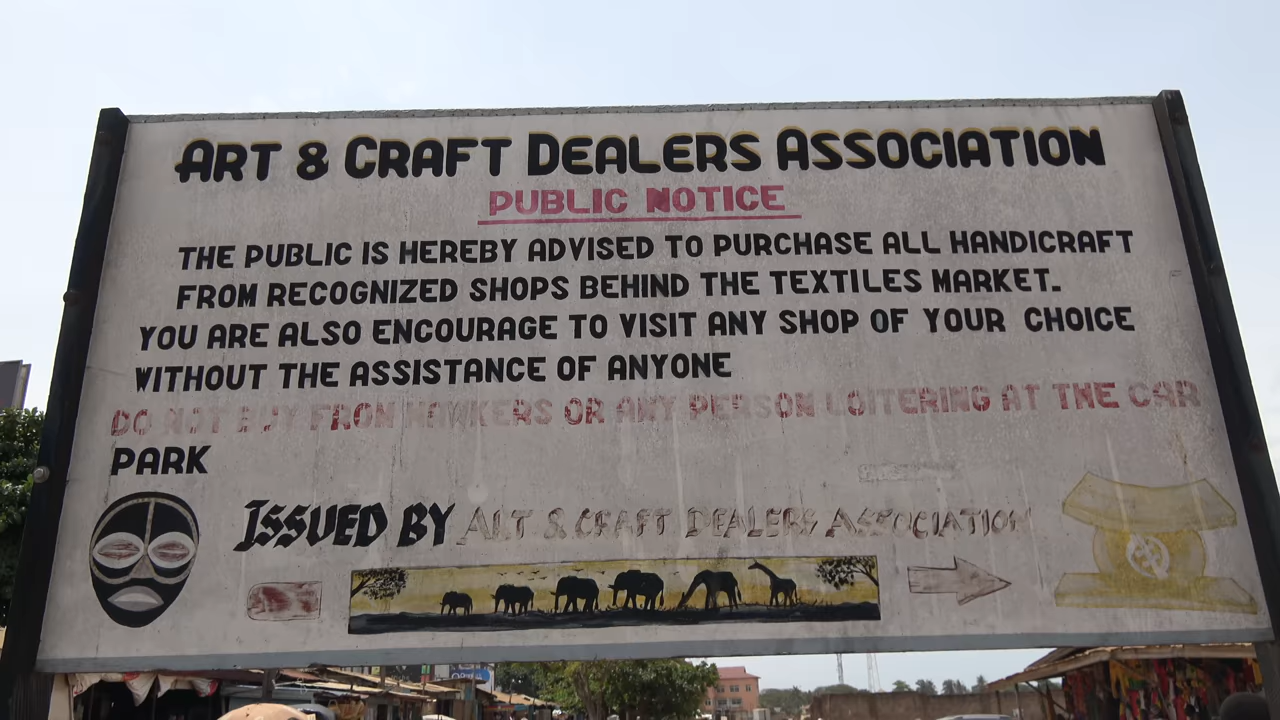 ART & CRAFT DEALERS ASSOCIATION
PUBLIC NOTICE
THE PUBLIC IS HEREBY ADVISED TO PURCHASE ALL HANDICRAFT
FROM RECOGNIZED SHOPS BEHIND THE TEXTILES MARKET.
YOU ARE ALSO ENCOURAGE TO VISIT ANY SHOP OF YOUR CHOICE
WITHOUT THE ASSISTANCE OF ANYONE
DO NOT BUY FROM HAWKERS OR ANY PERSON LOITERING AT THE CAR
PARK
ISSUED BY ART & CRAFT DEALERS ASSOCIATION